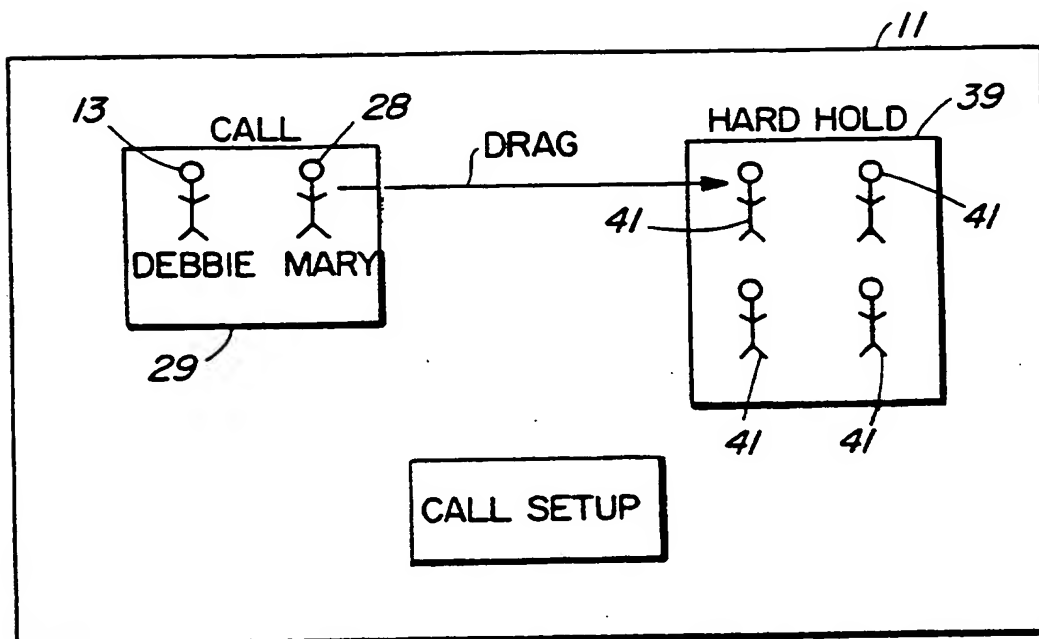 11
13
CALL
28
DRAG
HARD HOLD
39
41
41
DEBBIE MARY
29
41
41
CALL SETUP